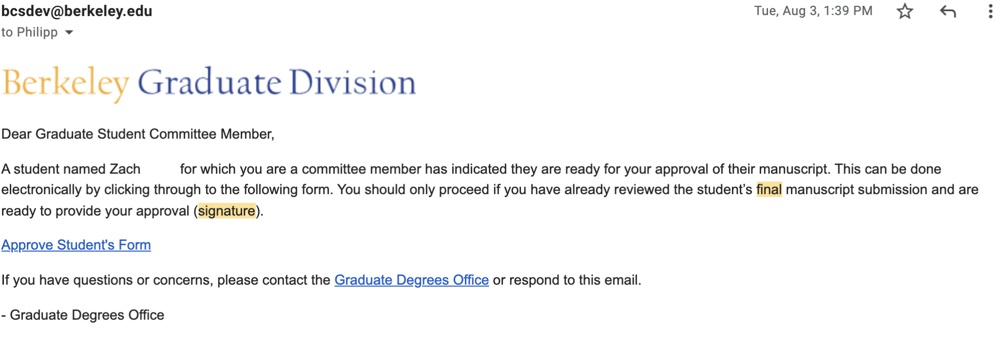 bcsdev@berkeley.edu
Tue, Aug 3, 1:39 PM
to Philipp
Berkeley Graduate Division
Dear Graduate Student Committee Member,
A student named Zach for which you are a committee member has indicated they are ready for your approval of their manuscript. This can be done
electronically by clicking through to the following form. You should only proceed if you have already reviewed the student’s final manuscript submission and are
ready to provide your approval (signature).
Approve Student's Form
If you have questions or concerns, please contact the Graduate Degrees Office or respond to this email.
- Graduate Degrees Office